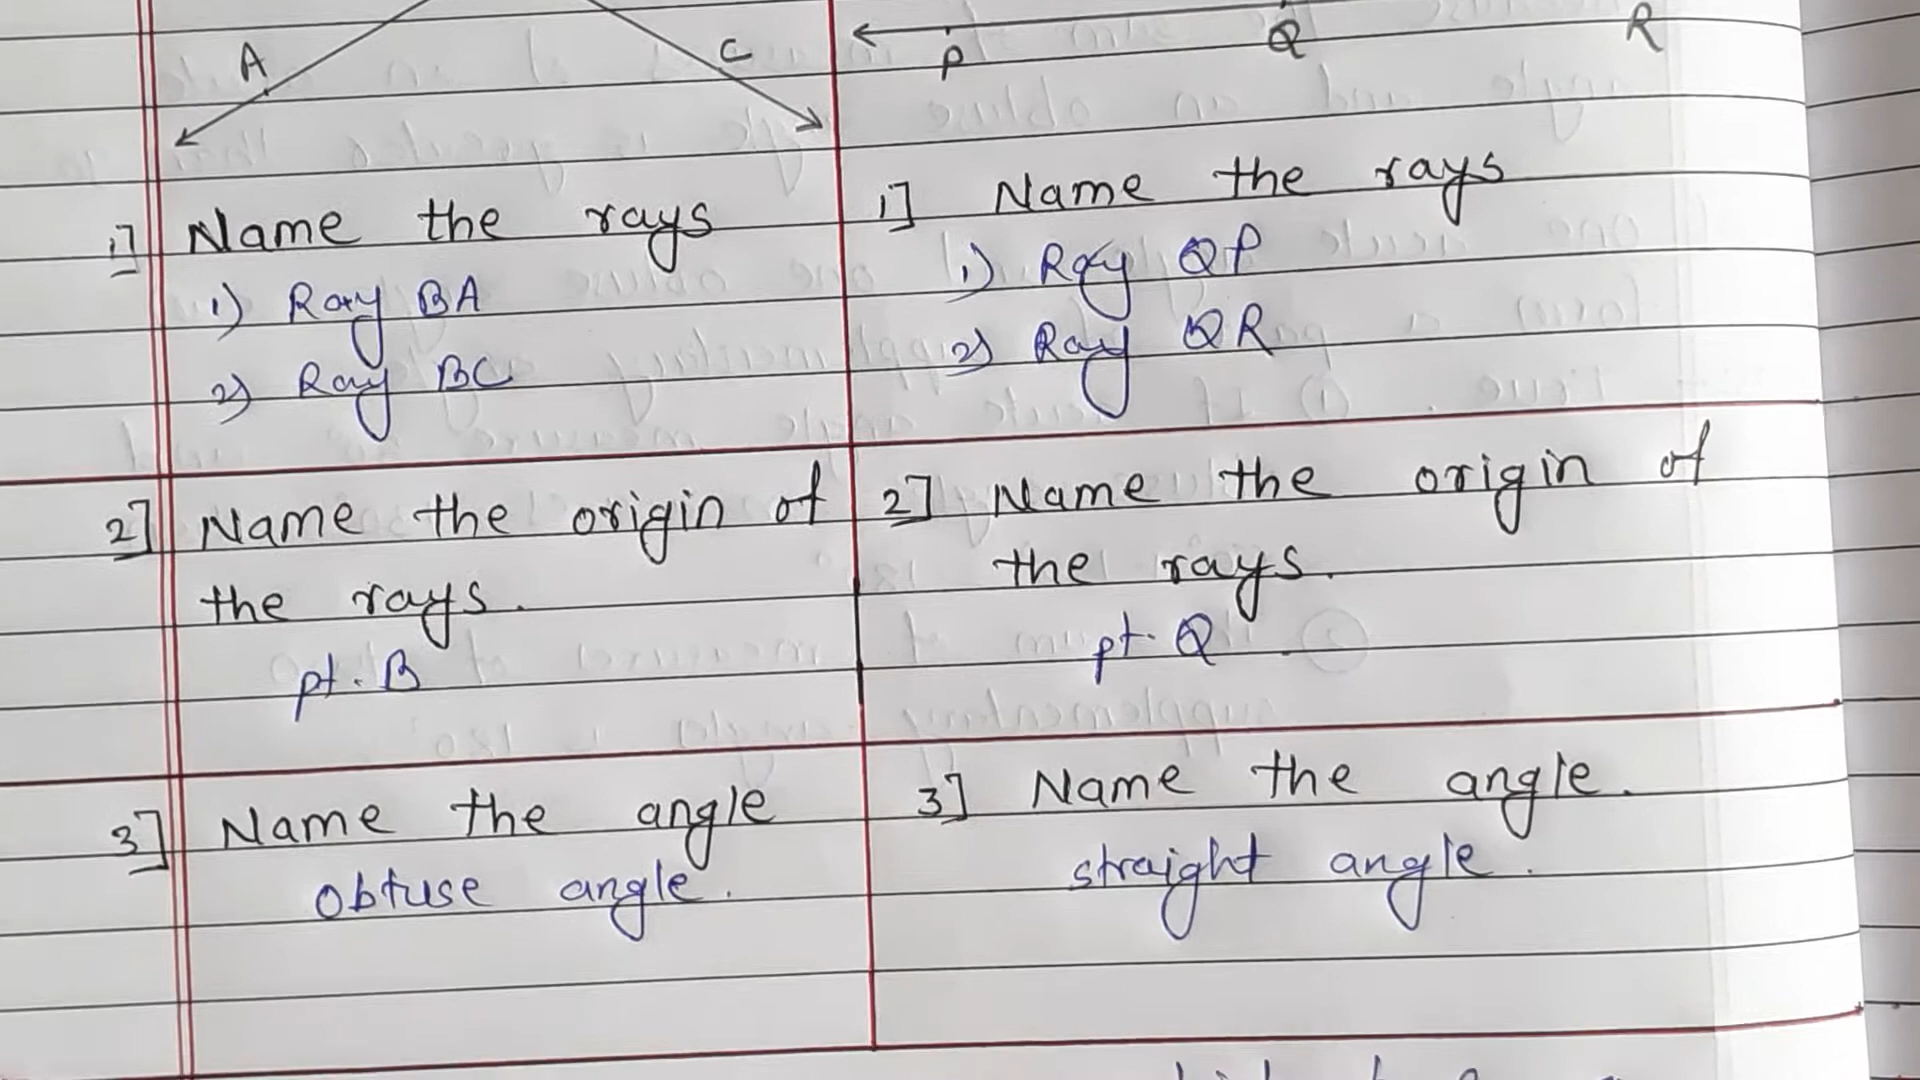 A
C
P
Q
R
1] Name the rays
1) Ray BA
2) Ray BC
2] Name the origin of
the rays.
pt. B
3] Name the angle
obtuse angle.
1] Name the rays
1) Ray QP
2) Ray QR
2] Name the origin of
the rays.
pt. Q
3] Name the angle.
straight angle.